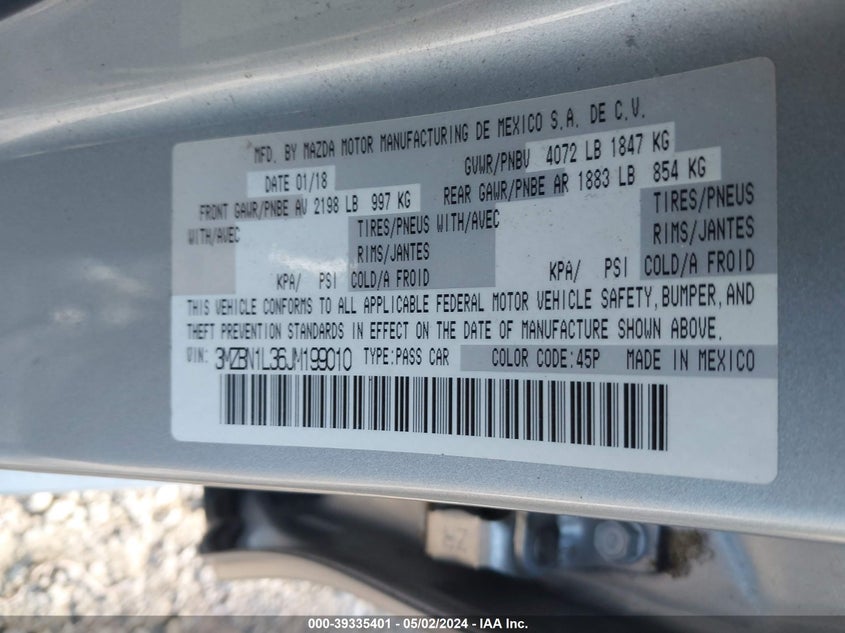 MFD. BY MAZDA MOTOR MANUFACTURING DE MEXICO S.A. DE C.V.
DATE 01/18 GVWR/PNBV 4072 LB 1847 KG
FRONT GAWR/PNBE AV 2198 LB 997 KG REAR GAWR/PNBE AR 1883 LB 854 KG
WITH/AVEC TIRES/PNEUS WITH/AVEC TIRES/PNEUS
RIMS/JANTES RIMS/JANTES
KPA/ PSI COLD/A FROID KPA/ PSI COLD/A FROID
THIS VEHICLE CONFORMS TO ALL APPLICABLE FEDERAL MOTOR VEHICLE SAFETY, BUMPER, AND
THEFT PREVENTION STANDARDS IN EFFECT ON THE DATE OF MANUFACTURE SHOWN ABOVE.
VIN: 3MZBN1L36JM199010 TYPE:PASS CAR COLOR CODE:45P MADE IN MEXICO
000-39335401 - 05/02/2024 - IAA Inc.